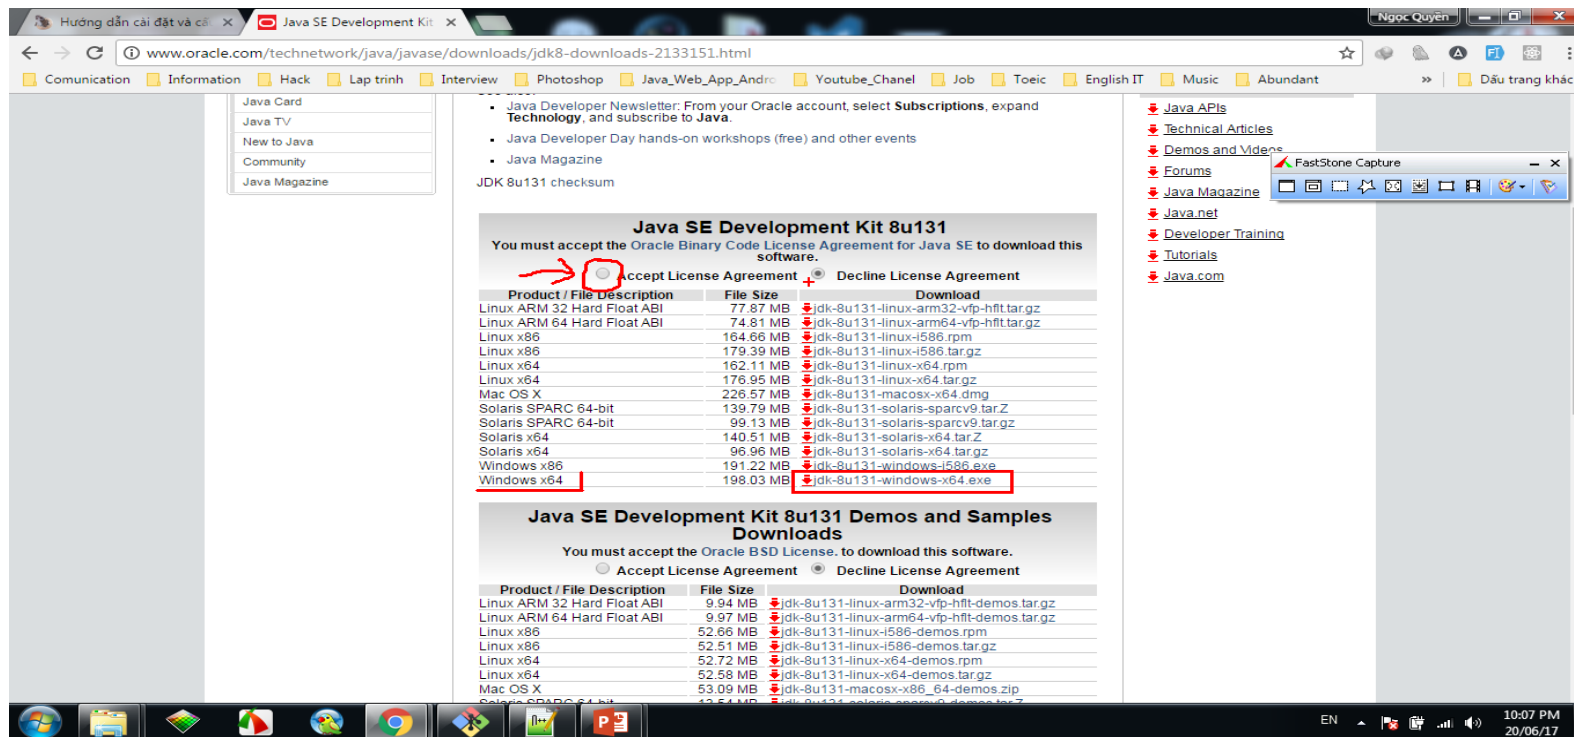 Hướng dẫn cài đặt và cấ
Java SE Development Kit
Ngọc Quyên
www.oracle.com/technetwork/java/javase/downloads/jdk8-downloads-2133151.html
Comunication Information Hack Lap trinh Interview Photoshop Java_Web_App_Andro Youtube_Chanel Job Toeic English IT Music Abundant » Dấu trang khác
Java Card
Java TV
New to Java
Community
Java Magazine
Java Developer Newsletter: From your Oracle account, select Subscriptions, expand
Technology, and subscribe to Java.
Java Developer Day hands-on workshops (free) and other events
Java Magazine
JDK 8u131 checksum
Java SE Development Kit 8u131
You must accept the Oracle Binary Code License Agreement for Java SE to download this
software.
Accept License Agreement Decline License Agreement
Product / File Description File Size Download
Linux ARM 32 Hard Float ABI 77.87 MB jdk-8u131-linux-arm32-vfp-hflt.tar.gz
Linux ARM 64 Hard Float ABI 74.81 MB jdk-8u131-linux-arm64-vfp-hflt.tar.gz
Linux x86 164.66 MB jdk-8u131-linux-i586.rpm
Linux x86 179.39 MB jdk-8u131-linux-i586.tar.gz
Linux x64 162.11 MB jdk-8u131-linux-x64.rpm
Linux x64 176.95 MB jdk-8u131-linux-x64.tar.gz
Mac OS X 226.57 MB jdk-8u131-macosx-x64.dmg
Solaris SPARC 64-bit 139.79 MB jdk-8u131-solaris-sparcv9.tar.Z
Solaris SPARC 64-bit 99.13 MB jdk-8u131-solaris-sparcv9.tar.gz
Solaris x64 140.51 MB jdk-8u131-solaris-x64.tar.Z
Solaris x64 96.96 MB jdk-8u131-solaris-x64.tar.gz
Windows x86 191.22 MB jdk-8u131-windows-i586.exe
Windows x64 198.03 MB jdk-8u131-windows-x64.exe
Java SE Development Kit 8u131 Demos and Samples
Downloads
You must accept the Oracle BSD License. to download this software.
Accept License Agreement Decline License Agreement
Product / File Description File Size Download
Linux ARM 32 Hard Float ABI 9.94 MB jdk-8u131-linux-arm32-vfp-hflt-demos.tar.gz
Linux ARM 64 Hard Float ABI 9.97 MB jdk-8u131-linux-arm64-vfp-hflt-demos.tar.gz
Linux x86 52.66 MB jdk-8u131-linux-i586-demos.rpm
Linux x86 52.51 MB jdk-8u131-linux-i586-demos.tar.gz
Linux x64 52.72 MB jdk-8u131-linux-x64-demos.rpm
Linux x64 52.58 MB jdk-8u131-linux-x64-demos.tar.gz
Mac OS X 53.09 MB jdk-8u131-macosx-x86_64-demos.zip
Java APIs
Technical Articles
Demos and Videos
Forums
Java Magazine
Java.net
Developer Training
Tutorials
Java.com
FastStone Capture
EN
10:07 PM
20/06/17